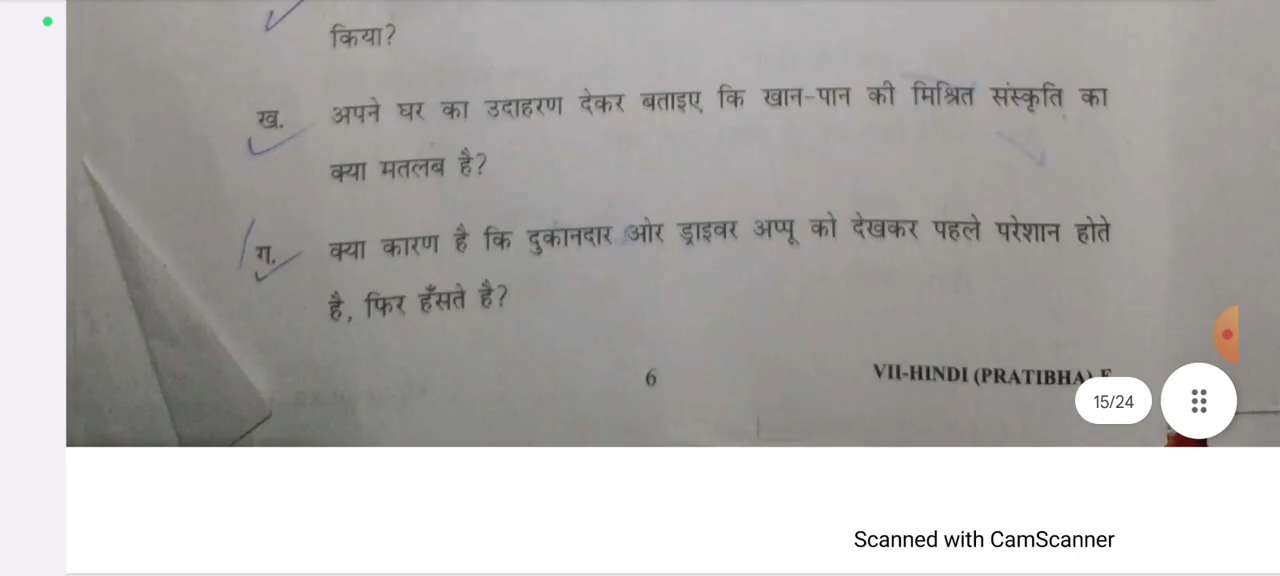 किया?
ख. अपने घर का उदाहरण देकर बताइए कि खान-पान की मिश्रित संस्कृति का
क्या मतलब है?
ग. क्या कारण है कि दुकानदार ओर ड्राइवर अप्पू को देखकर पहले परेशान होते
है, फिर हँसते है?
6
VII-HINDI (PRATIBHA)
15/24
Scanned with CamScanner